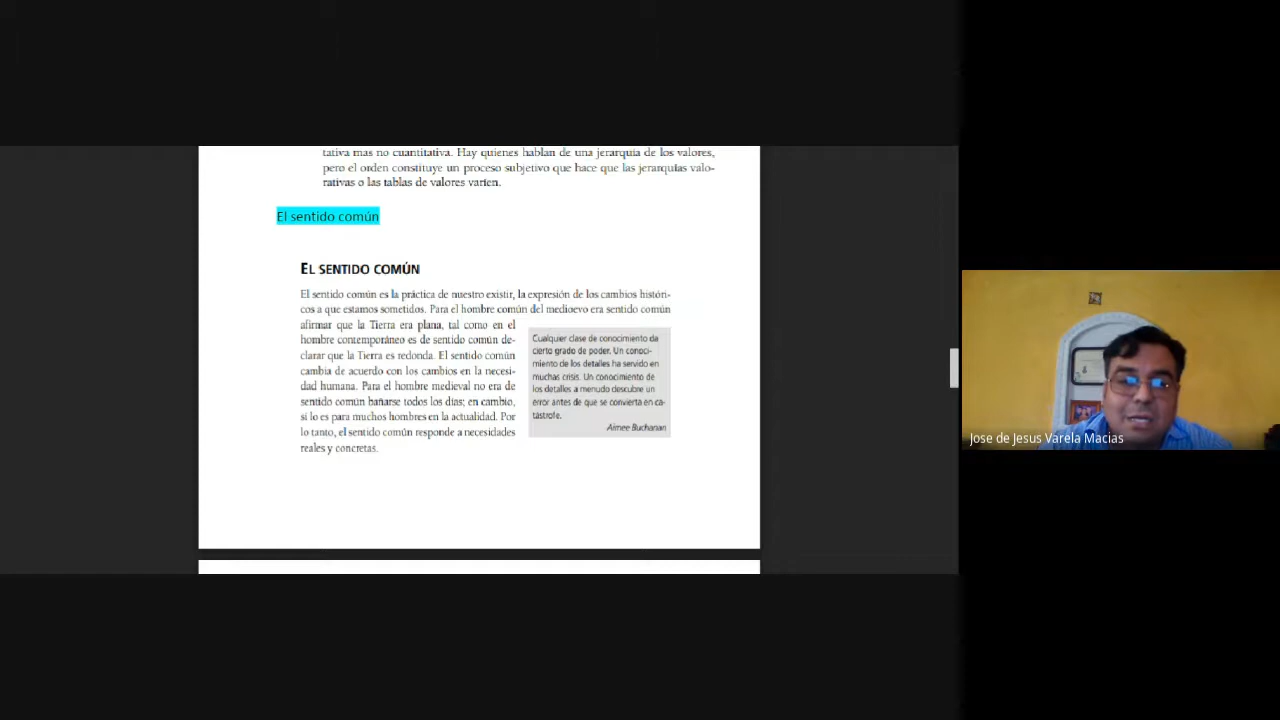 tativa mas no cuantitativa. Hay quienes hablan de una jerarquía de los valores,
pero el orden constituye un proceso subjetivo que hace que las jerarquías valo-
rativas o las tablas de valores varíen.
El sentido común
EL SENTIDO COMÚN
El sentido común es la práctica de nuestro existir, la expresión de los cambios históri-
cos a que estamos sometidos. Para el hombre común del medioevo era sentido común
afirmar que la Tierra era plana, tal como en el
hombre contemporáneo es de sentido común de-
clarar que la Tierra es redonda. El sentido común
cambia de acuerdo con los cambios en la necesi-
dad humana. Para el hombre medieval no era de
sentido común bañarse todos los días; en cambio,
sí lo es para muchos hombres en la actualidad. Por
lo tanto, el sentido común responde a necesidades
reales y concretas.
Cualquier clase de conocimiento da
cierto grado de poder. Un conoci-
miento de los detalles ha servido en
muchas crisis. Un conocimiento de
los detalles a menudo descubre un
error antes de que se convierta en ca-
tástrofe.
Aimee Buchanan
Jose de Jesus Varela Macias